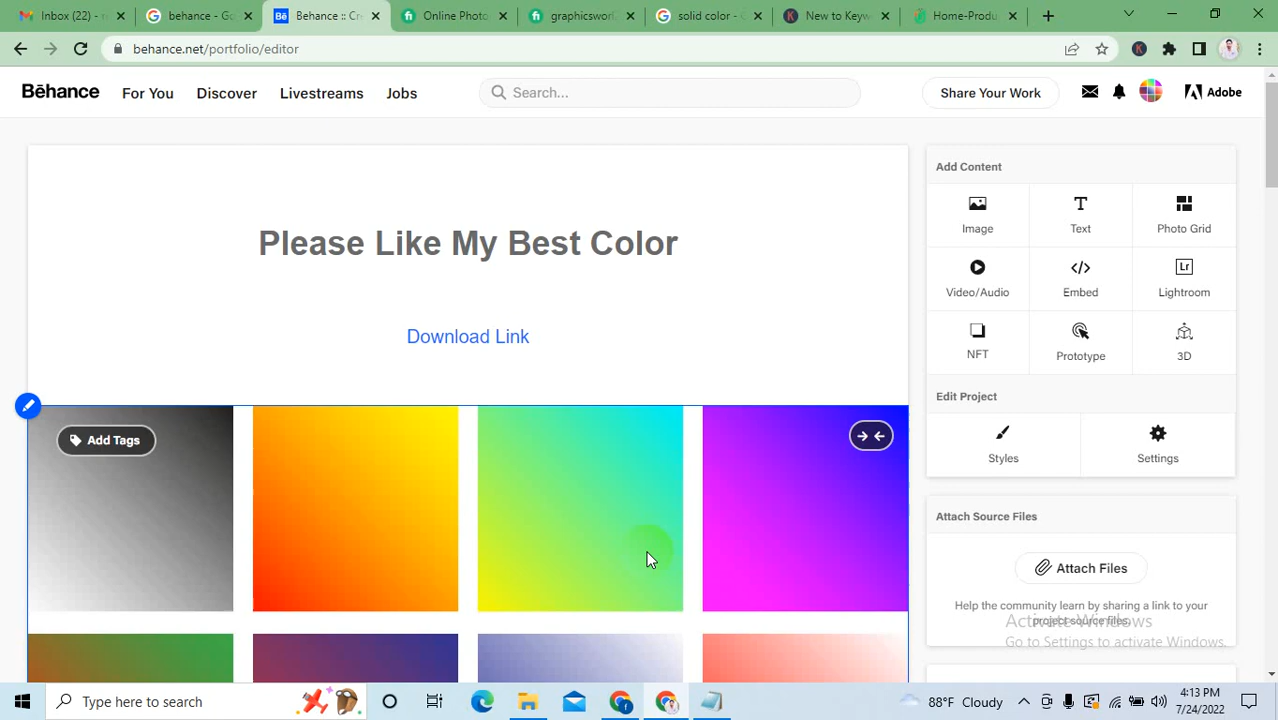 Inbox (22) - r
behance - Go
Behance :: Cre
Online Photo
graphicsworl
solid color - G
New to Keyw
Home-Produ
behance.net/portfolio/editor
Bēhance
For You
Discover
Livestreams
Jobs
Search...
Share Your Work
Adobe
Please Like My Best Color
Download Link
Add Tags
Add Content
Image
Text
Photo Grid
Video/Audio
Embed
Lr
Lightroom
NFT
Prototype
3D
Edit Project
Styles
Settings
Attach Source Files
Attach Files
Help the community learn by sharing a link to your
project source files.
Activate Windows
Go to Settings to activate Windows.
Type here to search
88°F Cloudy
4:13 PM
7/24/2022